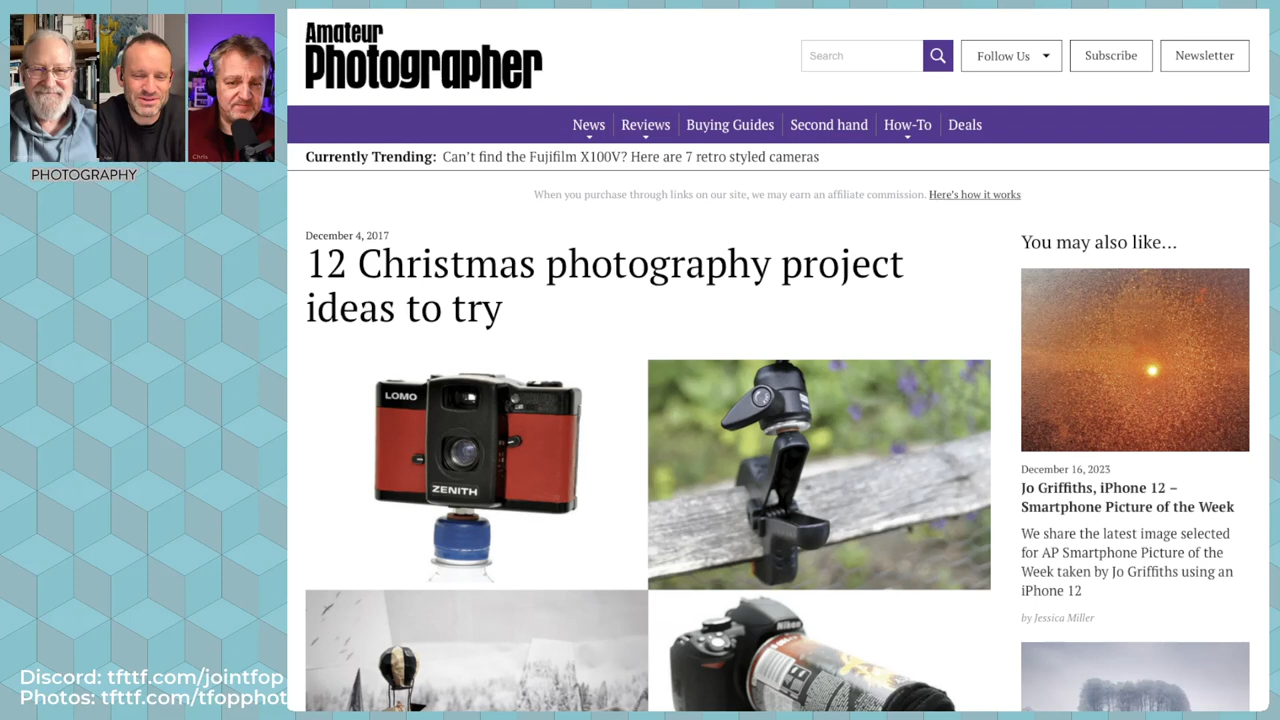 Amateur
Photographer
Search
Follow Us
Subscribe
Newsletter
News
Reviews
Buying Guides
Second hand
How-To
Deals
Currently Trending: Can't find the Fujifilm X100V? Here are 7 retro styled cameras
When you purchase through links on our site, we may earn an affiliate commission. Here's how it works
Chris
PHOTOGRAPHY
December 4, 2017
12 Christmas photography project
ideas to try
LOMO
ZENITH
Nikon
You may also like...
December 16, 2023
Jo Griffiths, iPhone 12 –
Smartphone Picture of the Week
We share the latest image selected
for AP Smartphone Picture of the
Week taken by Jo Griffiths using an
iPhone 12
by Jessica Miller
Discord: tfttf.com/jointfop
Photos: tfttf.com/tfopphot